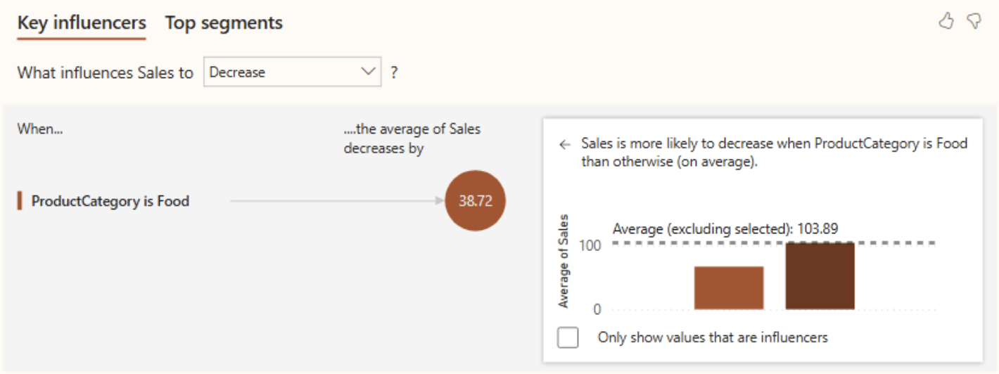 Key influencers Top segments
What influences Sales to Decrease ?
When...
....the average of Sales
decreases by
ProductCategory is Food
38.72
← Sales is more likely to decrease when ProductCategory is Food
than otherwise (on average).
Average of Sales
Average (excluding selected): 103.89
100
0
Only show values that are influencers